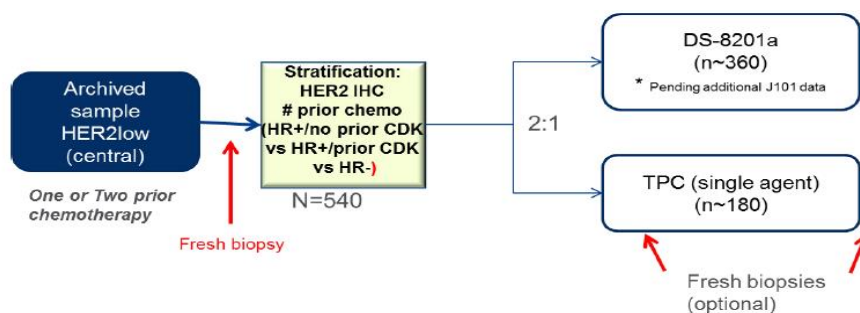 Archived
sample
HER2low
(central)
One or Two prior
chemotherapy
Fresh biopsy
Stratification:
HER2 IHC
# prior chemo
(HR+/no prior CDK
vs HR+/prior CDK
vs HR-)
N=540
2:1
DS-8201a
(n~360)
* Pending additional J101 data
TPC (single agent)
(n~180)
Fresh biopsies
(optional)